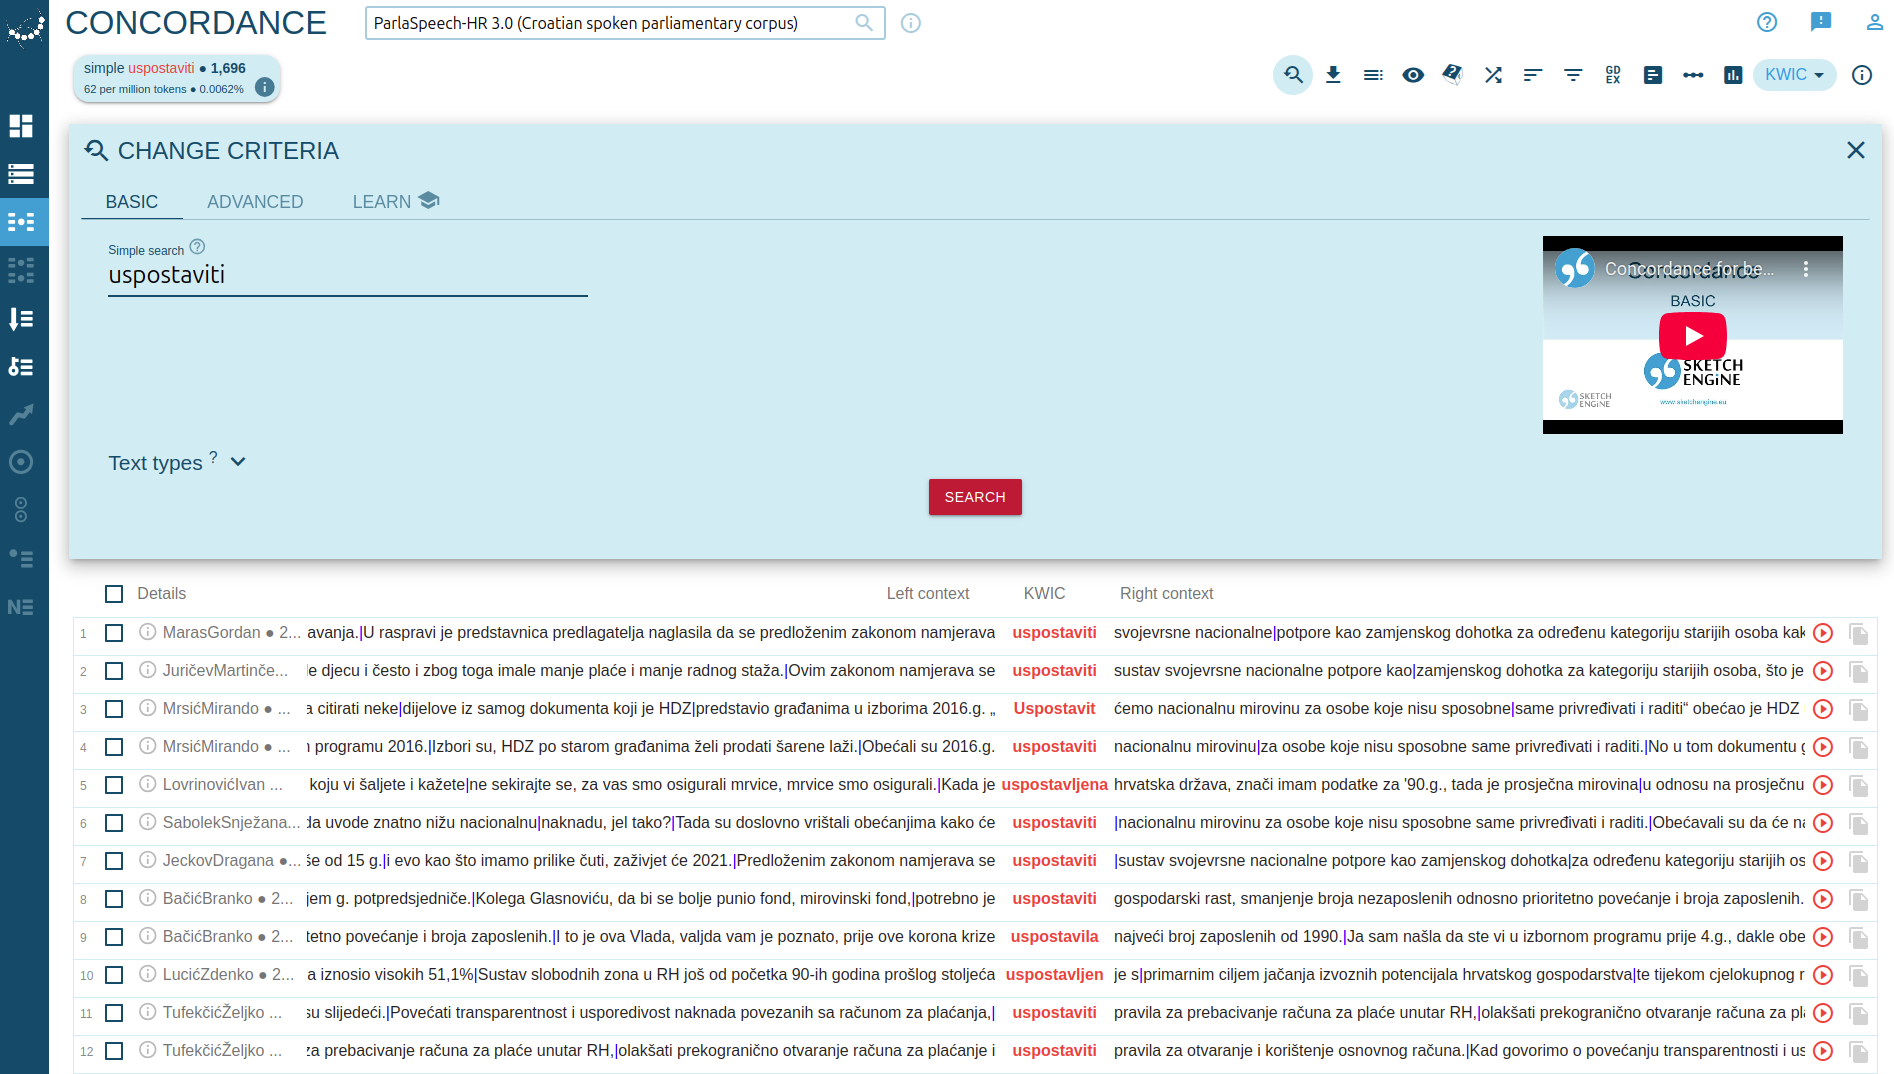 CONCORDANCE
ParlaSpeech-HR 3.0 (Croatian spoken parliamentary corpus)
simple uspostaviti ● 1,696
62 per million tokens ● 0.0062%
GD
EX
KWIC
CHANGE CRITERIA
BASIC
ADVANCED
LEARN
Simple search
uspostaviti
Concordance for be...
BASIC
SKETCH
ENGINE
SKETCH
ENGINE
www.sketchengine.eu
Text types ?
SEARCH
NE
Details Left context KWIC Right context
1 MarasGordan ● 2... avanja.|U raspravi je predstavnica predlagatelja naglasila da se predloženim zakonom namjerava uspostaviti svojevrsne nacionalne|potpore kao zamjenskog dohotka za određenu kategoriju starijih osoba kak
2 JuričevMartinče... le djecu i često i zbog toga imale manje plaće i manje radnog staža.|Ovim zakonom namjerava se uspostaviti sustav svojevrsne nacionalne potpore kao|zamjenskog dohotka za kategoriju starijih osoba, što je
3 MrsićMirando ● ... a citirati neke|dijelove iz samog dokumenta koji je HDZ|predstavio građanima u izborima 2016.g. „ Uspostavit ćemo nacionalnu mirovinu za osobe koje nisu sposobne|same privređivati i raditi“ obećao je HDZ
4 MrsićMirando ● ... programu 2016.|Izbori su, HDZ po starom građanima želi prodati šarene laži.|Obećali su 2016.g. uspostaviti nacionalnu mirovinu|za osobe koje nisu sposobne same privređivati i raditi.|No u tom dokumentu
5 LovrinovićIvan ... koju vi šaljete i kažete|ne sekirajte se, za vas smo osigurali mrvice, mrvice smo osigurali.|Kada je uspostavljena hrvatska država, znači imam podatke za '90.g., tada je prosječna mirovina|u odnosu na prosječnu
6 SabolekSnježana... da uvode znatno nižu nacionalnu|naknadu, jel tako?|Tada su doslovno vrištali obećanjima kako će uspostaviti |nacionalnu mirovinu za osobe koje nisu sposobne same privređivati i raditi.|Obećavali su da će na
7 JeckovDragana ●... še od 15 g.|i evo kao što imamo prilike čuti, zaživjet će 2021.|Predloženim zakonom namjerava se uspostaviti |sustav svojevrsne nacionalne potpore kao zamjenskog dohotka|za određenu kategoriju starijih os
8 BačićBranko ● 2... jem g. potpredsjedniče.|Kolega Glasnoviću, da bi se bolje punio fond, mirovinski fond,|potrebno je uspostaviti gospodarski rast, smanjenje broja nezaposlenih odnosno prioritetno povećanje i broja zaposlenih.
9 BačićBranko ● 2... tetno povećanje i broja zaposlenih.|I to je ova Vlada, valjda vam je poznato, prije ove korona krize uspostavila najveći broj zaposlenih od 1990.|Ja sam našla da ste vi u izbornom programu prije 4.g., dakle obe
10 LucićZdenko ● 2... a iznosio visokih 51,1%|Sustav slobodnih zona u RH još od početka 90-ih godina prošlog stoljeća uspostavljen je s|primarnim ciljem jačanja izvoznih potencijala hrvatskog gospodarstva|te tijekom cjelokupnog r
11 TufekčićŽeljko ... su slijedeći.|Povećati transparentnost i usporedivost naknada povezanih sa računom za plaćanja,| uspostaviti pravila za prebacivanje računa za plaće unutar RH,|olakšati prekogranično otvaranje računa za pl
12 TufekčićŽeljko ... za prebacivanje računa za plaće unutar RH,|olakšati prekogranično otvaranje računa za plaćanje i uspostaviti pravila za otvaranje i korištenje osnovnog računa.|Kad govorimo o povećanju transparentnosti i us